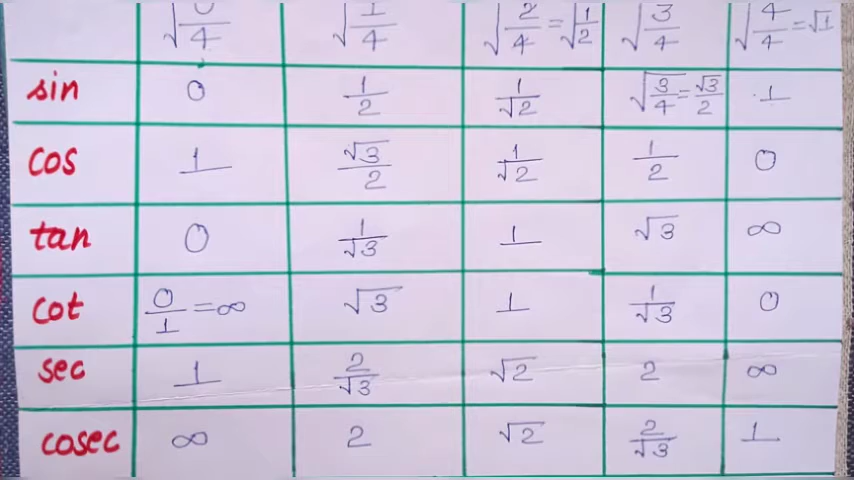 √0/4 √1/4 √2/4 = √1/2 √3/4 √4/4 = √1
sin 0 1/2 1/√2 √3/4 = √3/2 1
cos 1 √3/2 1/√2 1/2 0
tan 0 1/√3 1 √3 ∞
cot 0/1 = ∞ √3 1 1/√3 0
sec 1 2/√3 √2 2 ∞
cosec ∞ 2 √2 2/√3 1